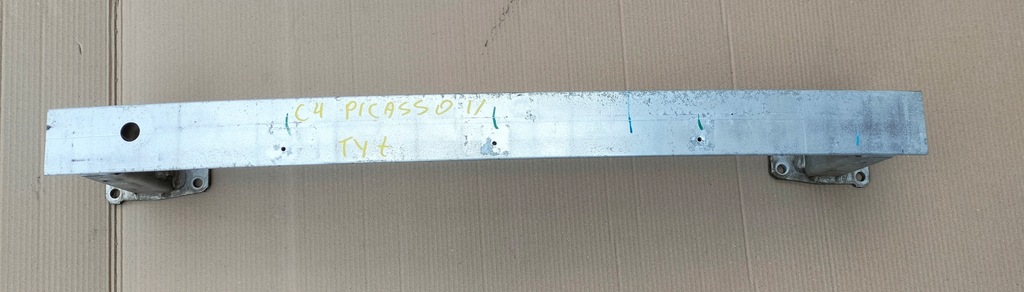 C4 PICASSO II
TYŁ